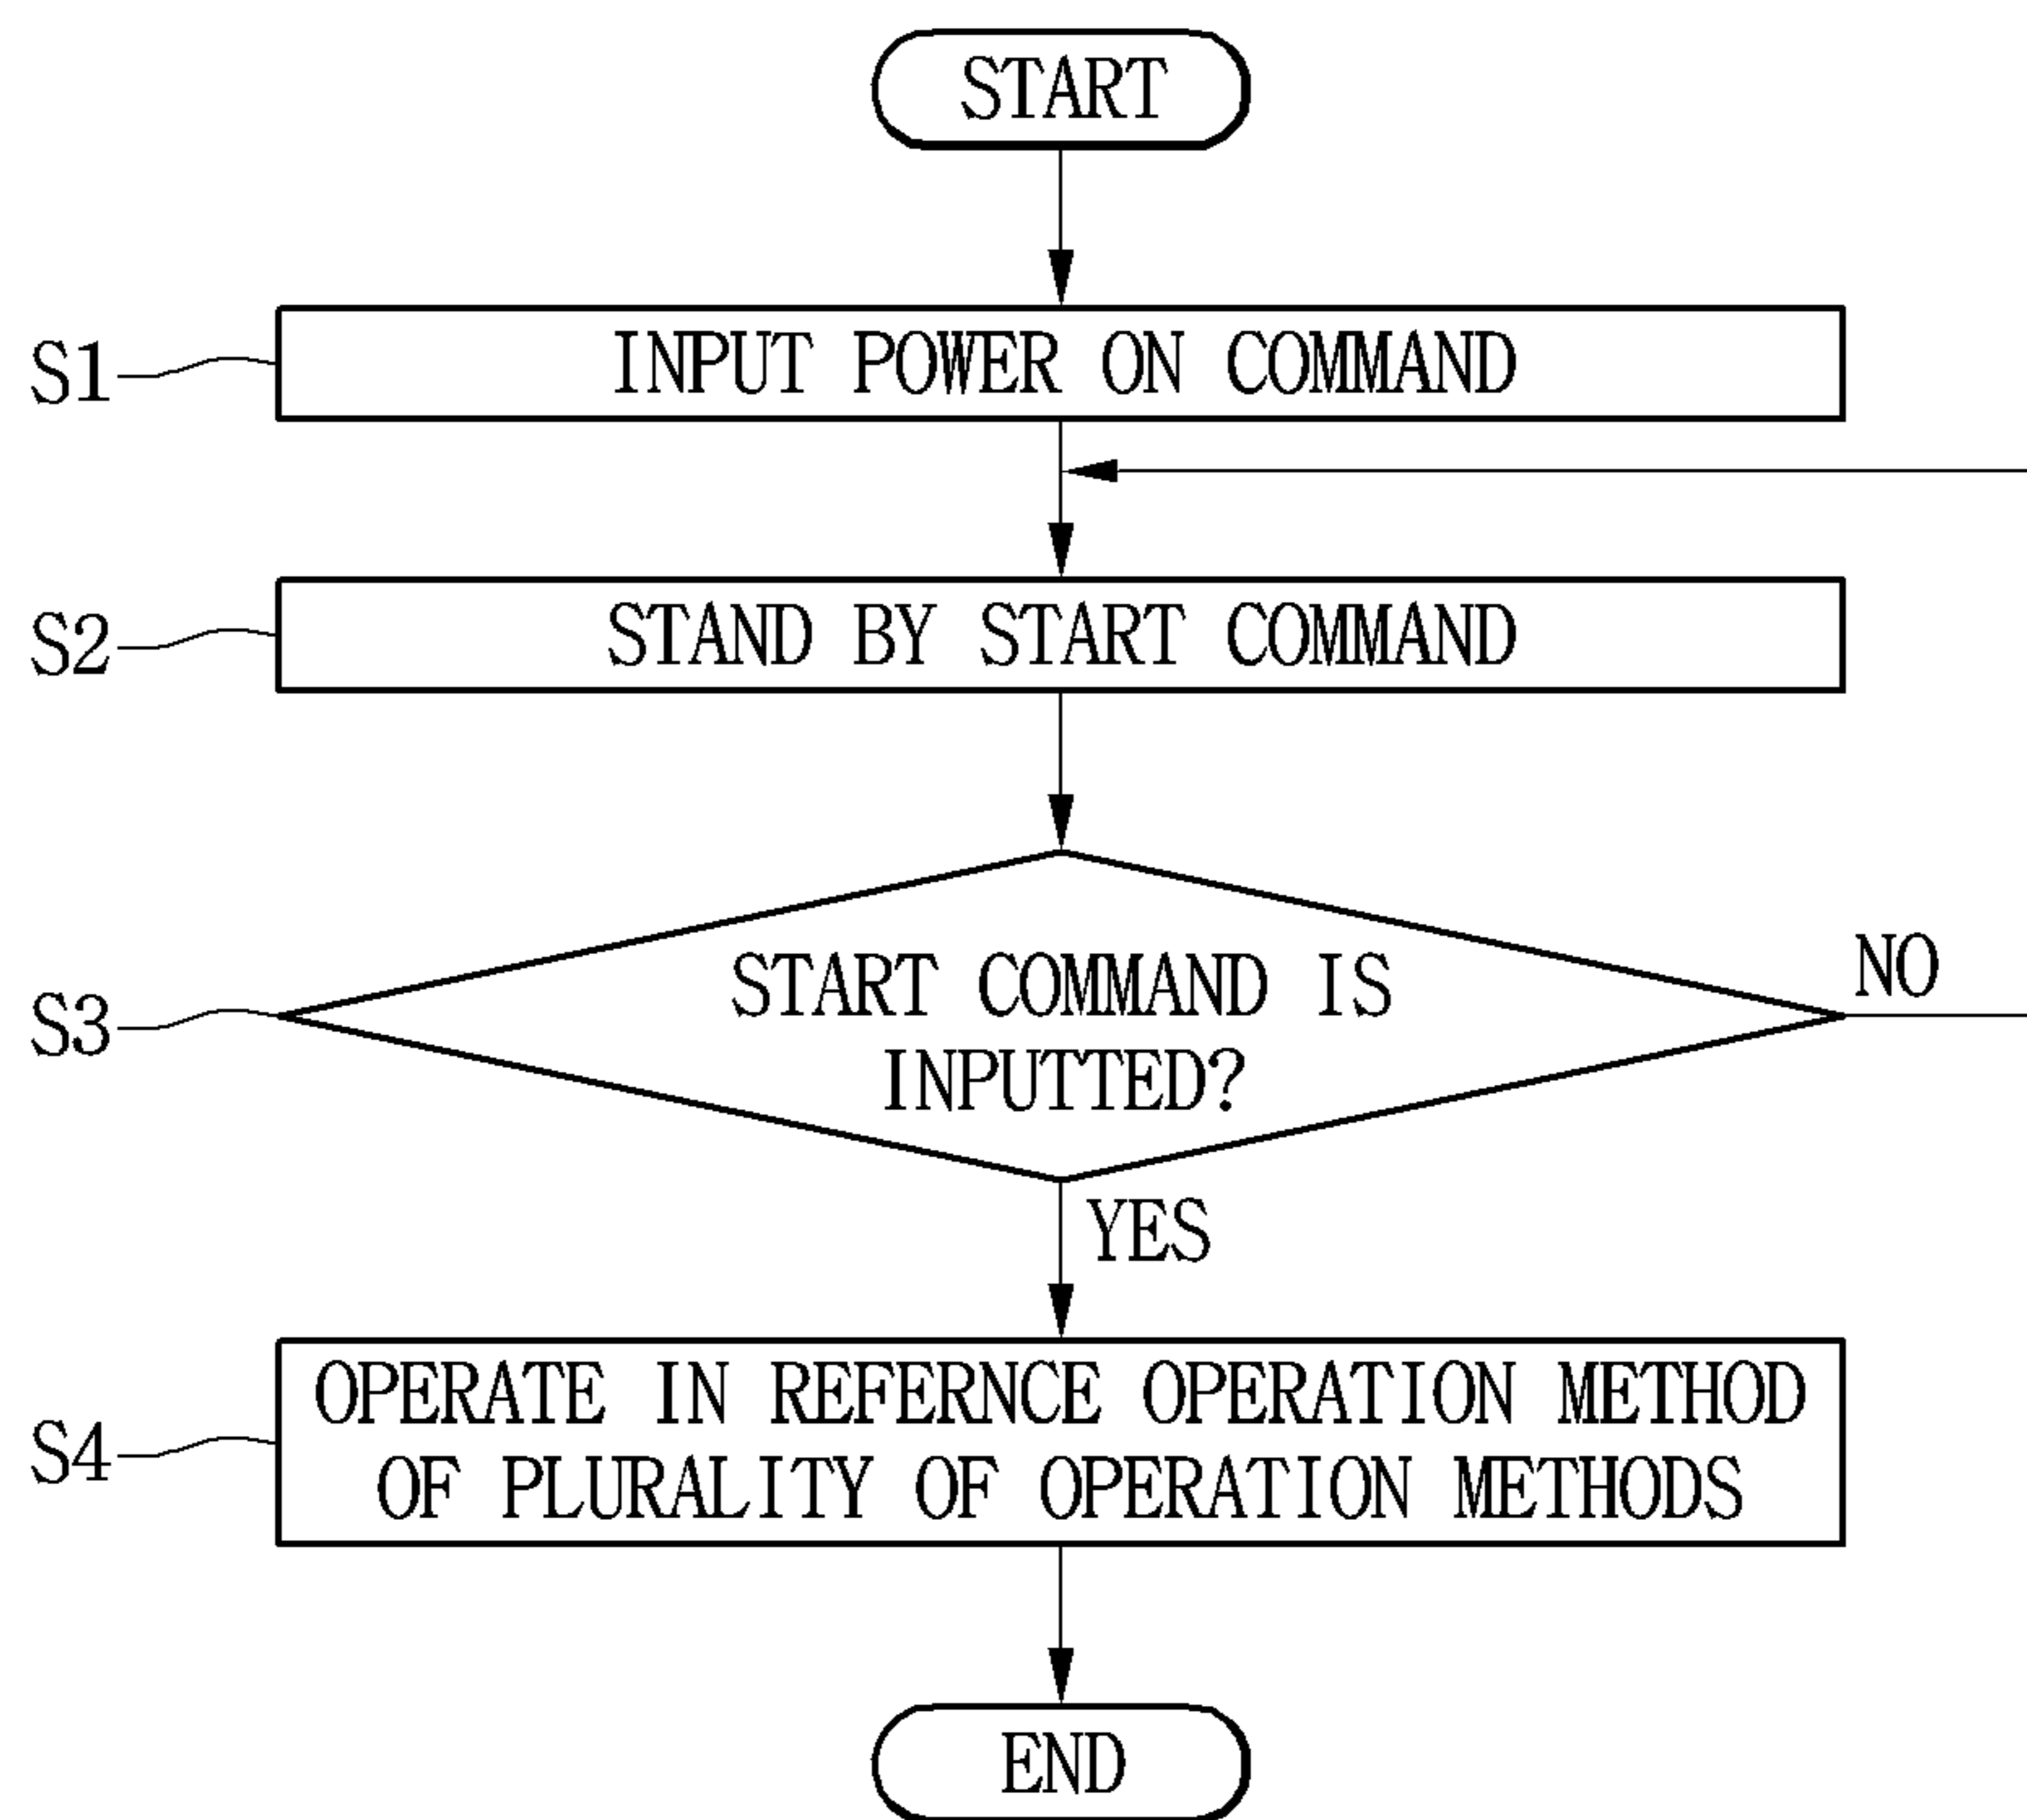 START
S1
INPUT POWER ON COMMAND
S2
STAND BY START COMMAND
S3
START COMMAND IS
INPUTTED?
NO
YES
S4
OPERATE IN REFERNCE OPERATION METHOD
OF PLURALITY OF OPERATION METHODS
END